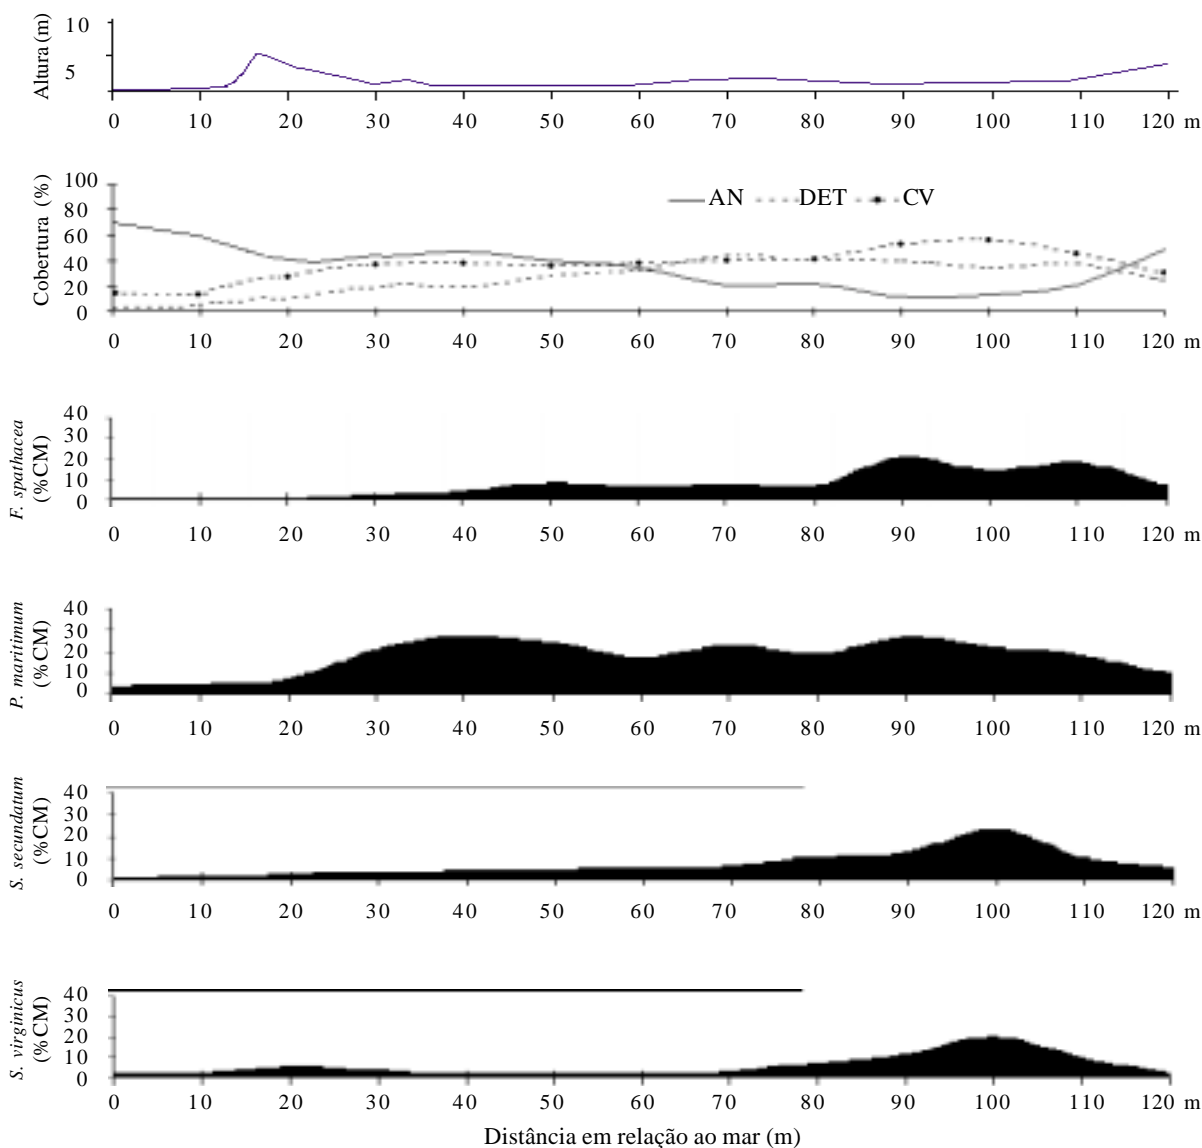 Altura (m)
10
5
0 10 20 30 40 50 60 70 80 90 100 110 120 m
Cobertura (%)
100
80
60
40
20
0
AN DET CV
0 10 20 30 40 50 60 70 80 90 100 110 120 m
F. spathacea
(%CM)
40
30
20
10
0
0 10 20 30 40 50 60 70 80 90 100 110 120 m
P. maritimum
(%CM)
40
30
20
10
0
0 10 20 30 40 50 60 70 80 90 100 110 120 m
S. secundatum
(%CM)
40
30
20
10
0
0 10 20 30 40 50 60 70 80 90 100 110 120 m
S. virginicus
(%CM)
40
30
20
10
0
0 10 20 30 40 50 60 70 80 90 100 110 120 m
Distância em relação ao mar (m)